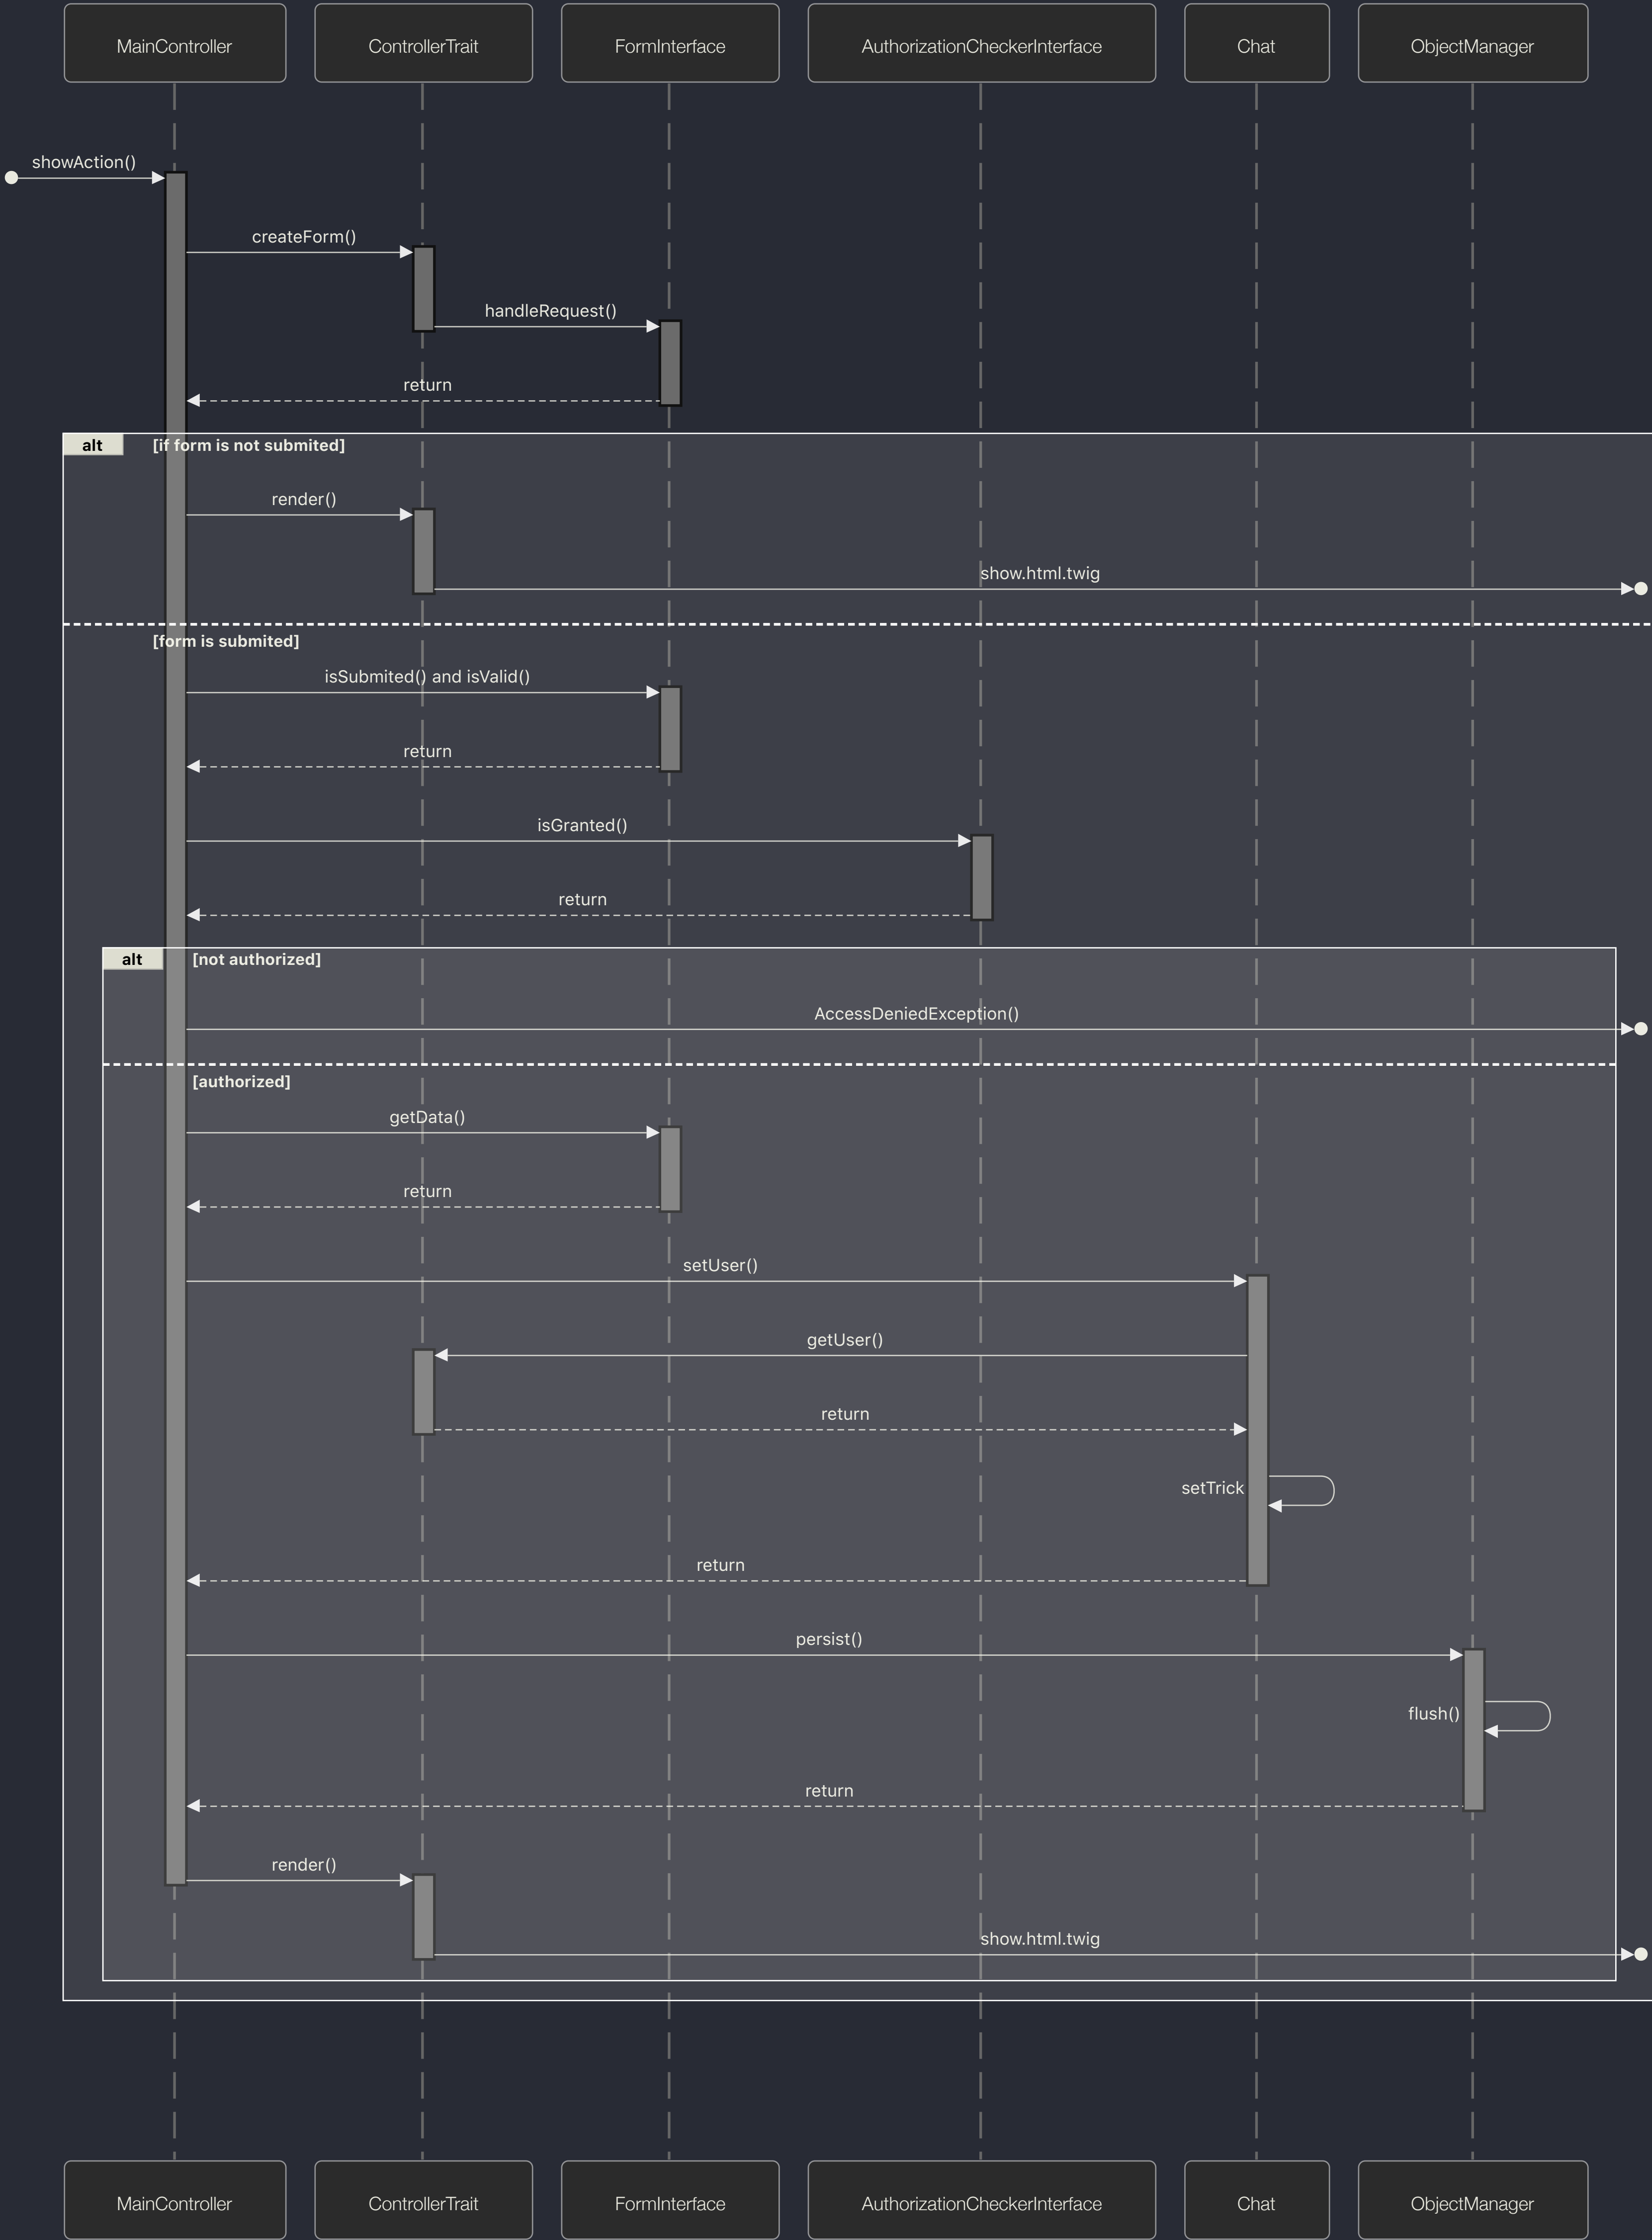 MainController
ControllerTrait
FormInterface
AuthorizationCheckerInterface
Chat
ObjectManager
showAction()
createForm()
handleRequest()
return
alt
[if form is not submited]
render()
show.html.twig
[form is submited]
isSubmited() and isValid()
return
isGranted()
return
alt
[not authorized]
AccessDeniedException()
[authorized]
getData()
return
setUser()
getUser()
return
setTrick
return
persist()
flush()
return
render()
show.html.twig
MainController
ControllerTrait
FormInterface
AuthorizationCheckerInterface
Chat
ObjectManager